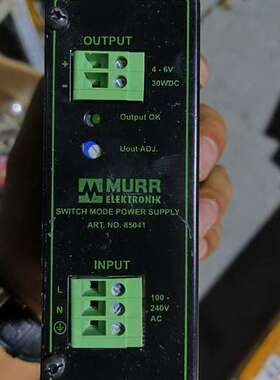 OUTPUT
+
4 - 6V
-
30WDC
Output OK
Uout ADJ.
MURR
ELEKTRONIK
SWITCH MODE POWER SUPPLY
ART. NO. 85041
INPUT
L
100 -
N
240V
AC